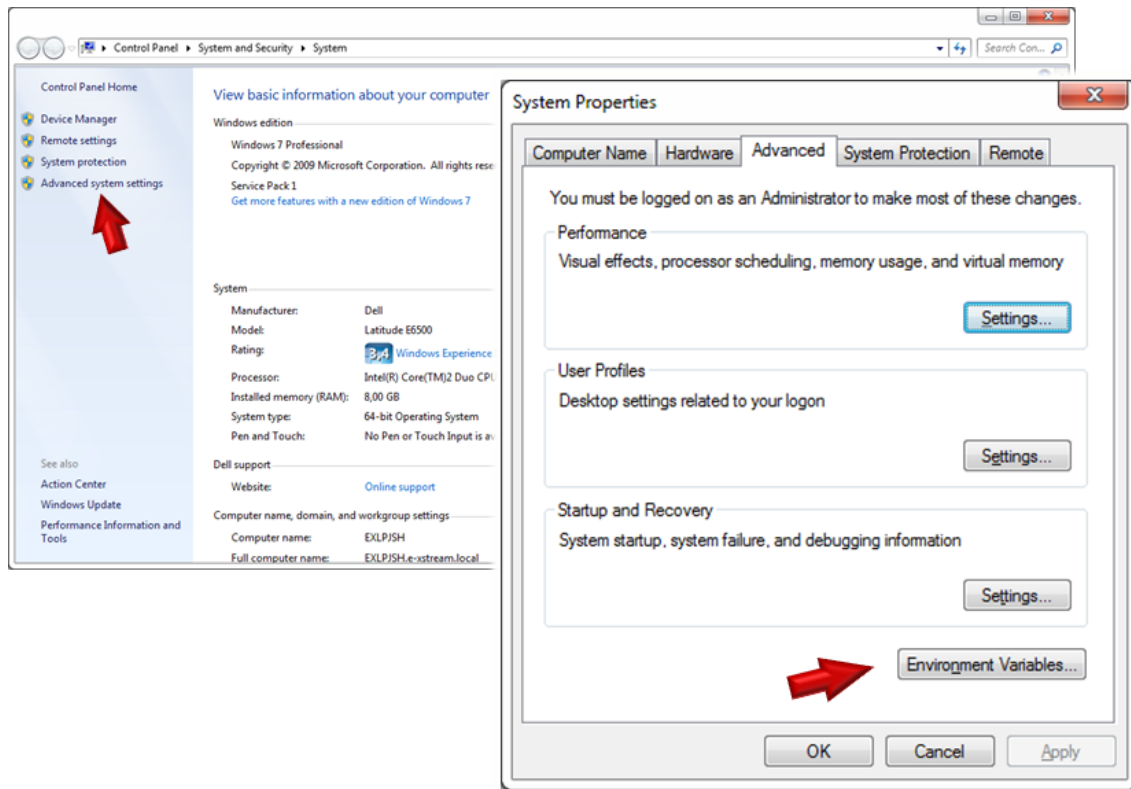 Control Panel ▸ System and Security ▸ System
Search Con...
Control Panel Home
Device Manager
Remote settings
System protection
Advanced system settings
See also
Action Center
Windows Update
Performance Information and
Tools
View basic information about your computer
Windows edition
Windows 7 Professional
Copyright © 2009 Microsoft Corporation. All rights rese
Service Pack 1
Get more features with a new edition of Windows 7
System
Manufacturer: Dell
Model: Latitude E6500
Rating: 3,4 Windows Experience
Processor: Intel(R) Core(TM)2 Duo CPU
Installed memory (RAM): 8,00 GB
System type: 64-bit Operating System
Pen and Touch: No Pen or Touch Input is av
Dell support
Website: Online support
Computer name, domain, and workgroup settings
Computer name: EXLPJSH
Full computer name: EXLPJSH.e-xstream.local
System Properties
Computer Name Hardware Advanced System Protection Remote
You must be logged on as an Administrator to make most of these changes.
Performance
Visual effects, processor scheduling, memory usage, and virtual memory
Settings...
User Profiles
Desktop settings related to your logon
Settings...
Startup and Recovery
System startup, system failure, and debugging information
Settings...
Environment Variables...
OK Cancel Apply